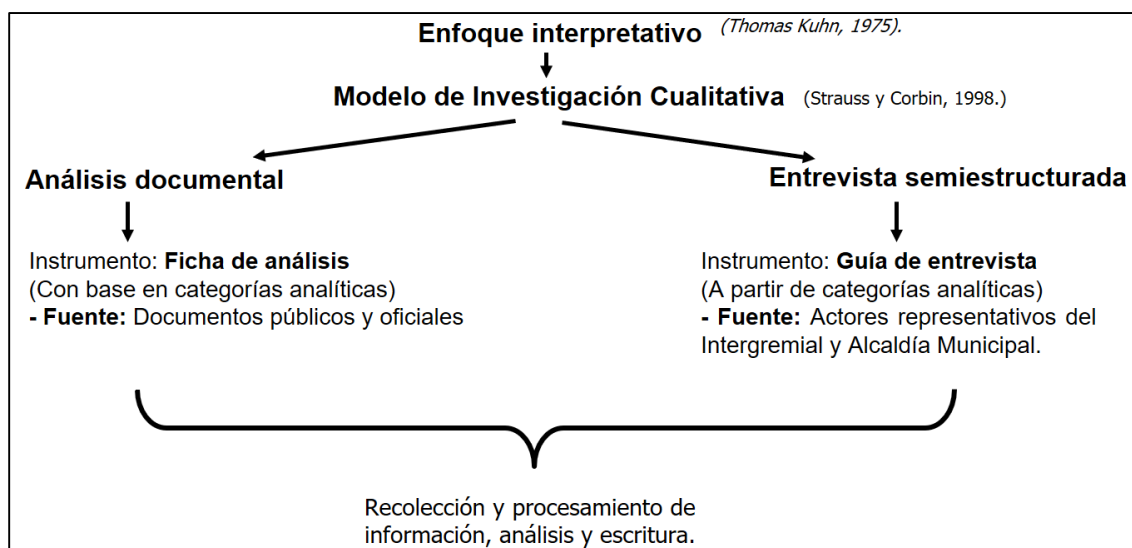 Enfoque interpretativo (Thomas Kuhn, 1975).
Modelo de Investigación Cualitativa (Strauss y Corbin, 1998.)
Análisis documental
Instrumento: Ficha de análisis
(Con base en categorías analíticas)
- Fuente: Documentos públicos y oficiales
Entrevista semiestructurada
Instrumento: Guía de entrevista
(A partir de categorías analíticas)
- Fuente: Actores representativos del
Intergremial y Alcaldía Municipal.
Recolección y procesamiento de
información, análisis y escritura.